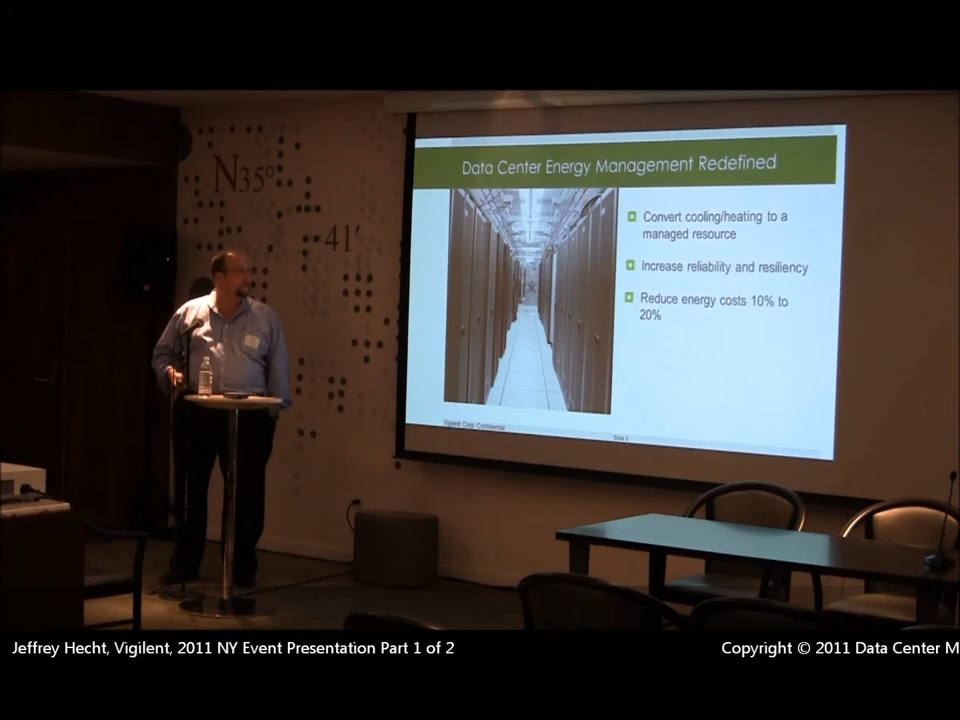 N35°
41'
Data Center Energy Management Redefined
Convert cooling/heating to a
managed resource
Increase reliability and resiliency
Reduce energy costs 10% to
20%
Vigilent Corp. Confidential
Slide 3
Jeffrey Hecht, Vigilent, 2011 NY Event Presentation Part 1 of 2
Copyright © 2011 Data Center M